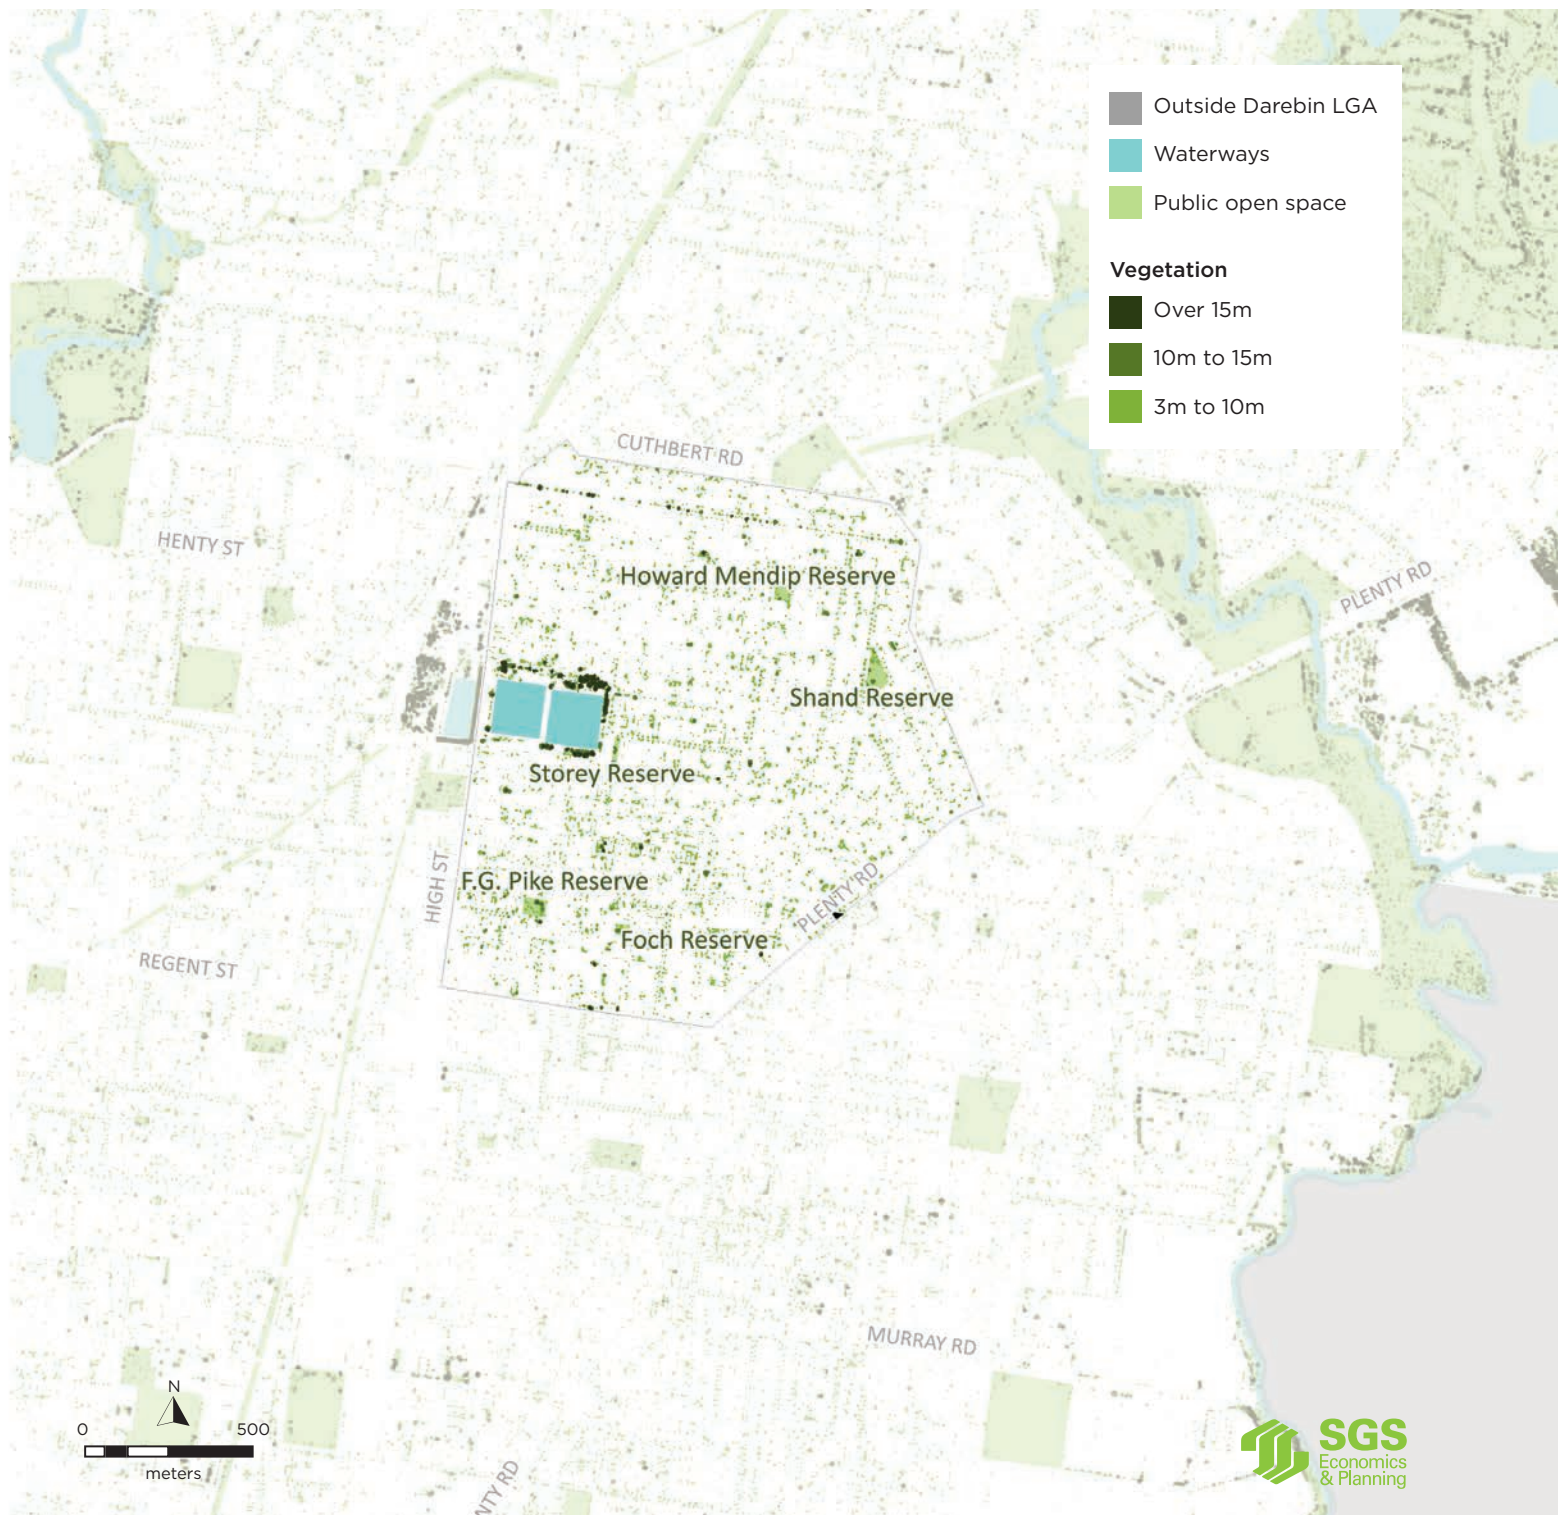 Outside Darebin LGA
Waterways
Public open space
Vegetation
Over 15m
10m to 15m
3m to 10m
CUTHBERT RD
HENTY ST
Howard Mendip Reserve
PLENTY RD
Shand Reserve
Storey Reserve
HIGH ST
F.G. Pike Reserve
PLENTY RD
Foch Reserve
REGENT ST
MURRAY RD
N
0 500
meters
NTY RD
SGS
Economics
& Planning